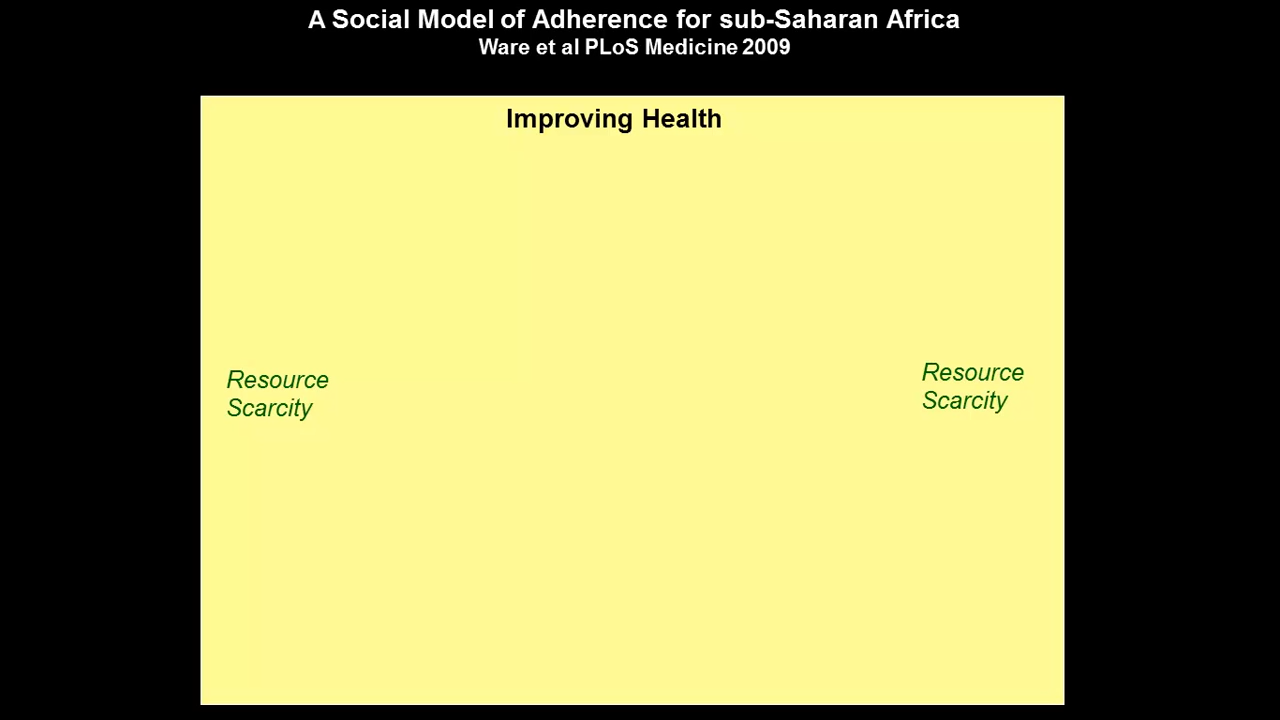 A Social Model of Adherence for sub-Saharan Africa
Ware et al PLoS Medicine 2009
Improving Health
Resource
Scarcity
Resource
Scarcity